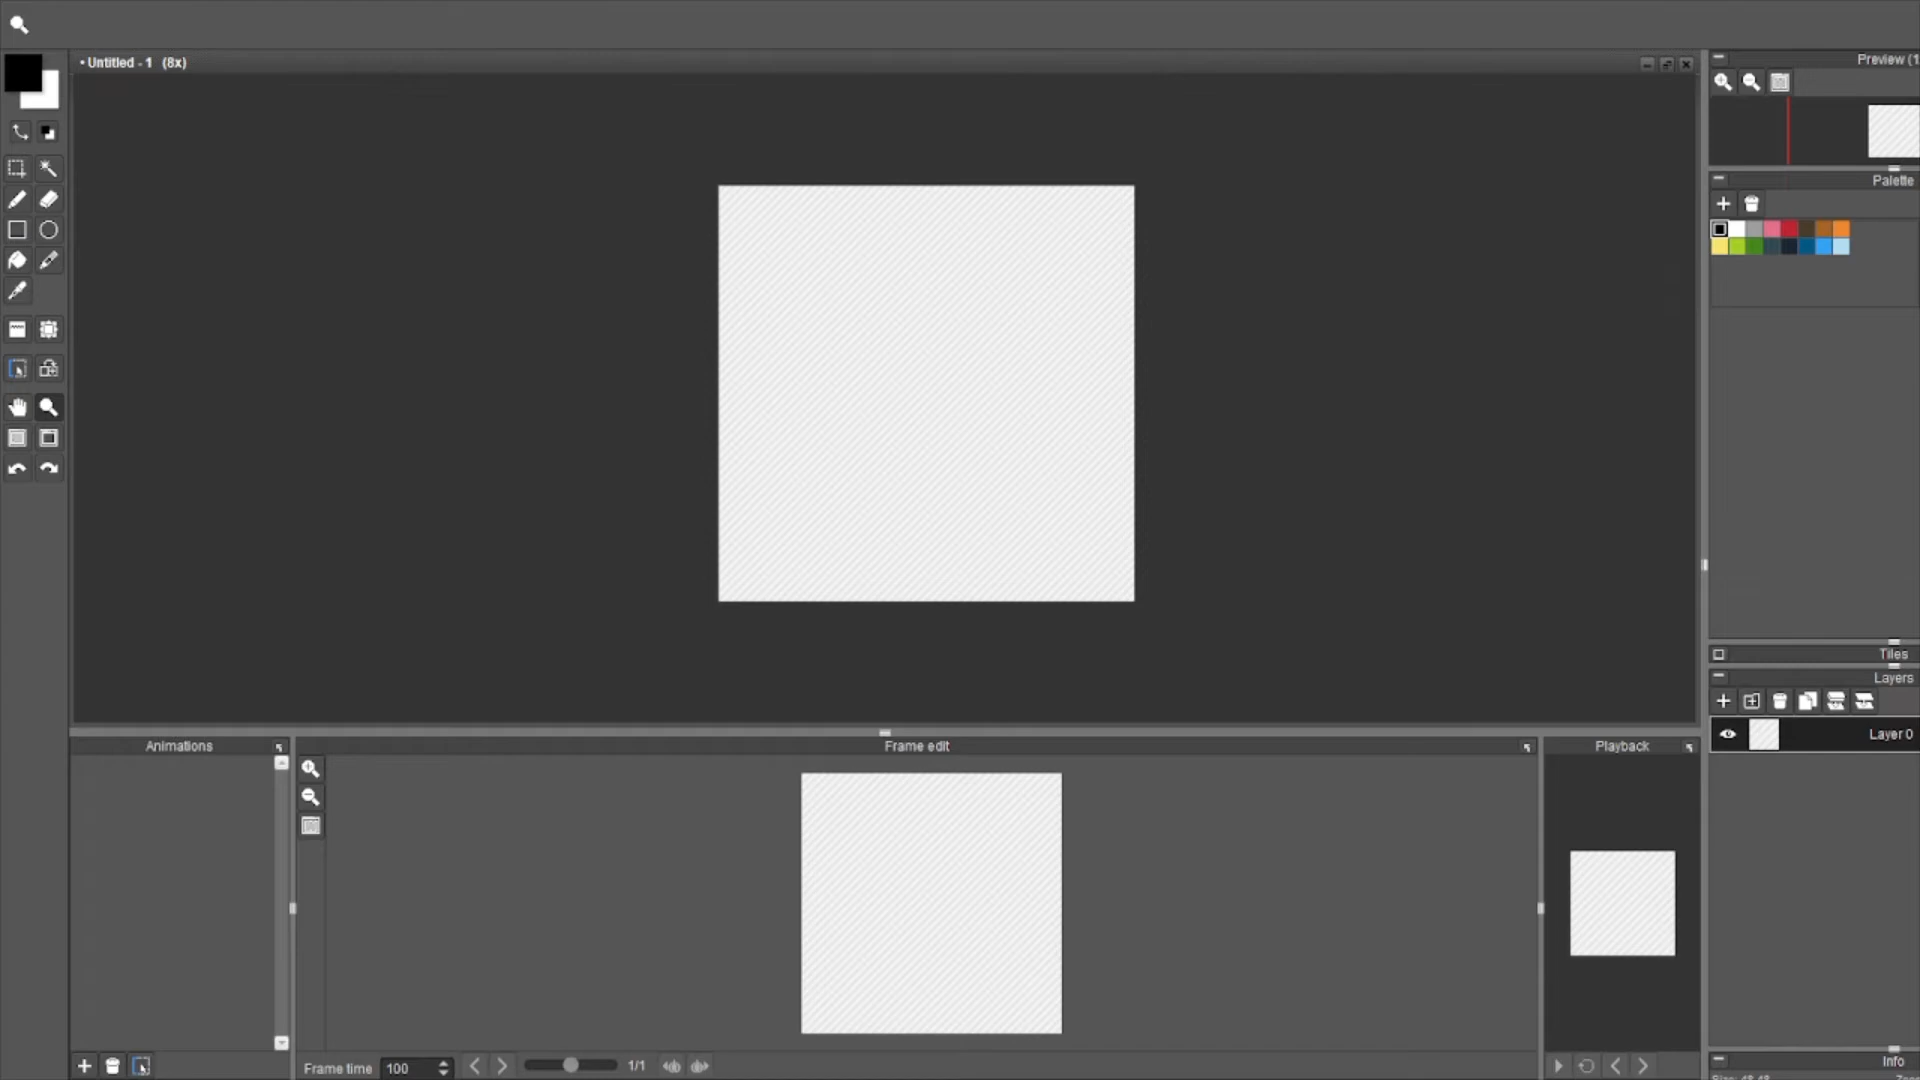 • Untitled - 1 (8x)
Preview (1
Palette
Tiles
Layers
Layer 0
Animations
Frame edit
Playback
Frame time 100
1/1
Info